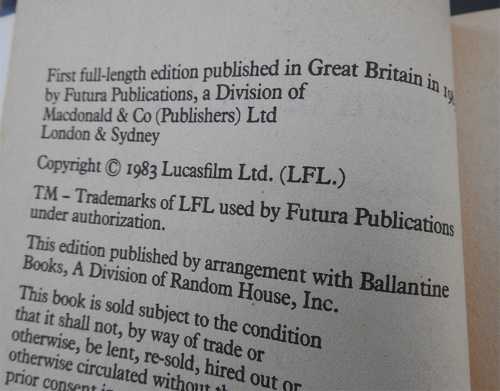 First full-length edition published in Great Britain in
by Futura Publications, a Division of
Macdonald & Co (Publishers) Ltd
London & Sydney
Copyright © 1983 Lucasfilm Ltd. (LFL.)
TM – Trademarks of LFL used by Futura Publications
under authorization.
This edition published by arrangement with Ballantine
Books, A Division of Random House, Inc.
This book is sold subject to the condition
that it shall not, by way of trade or
otherwise, be lent, re-sold, hired out or
otherwise circulated without
prior consent